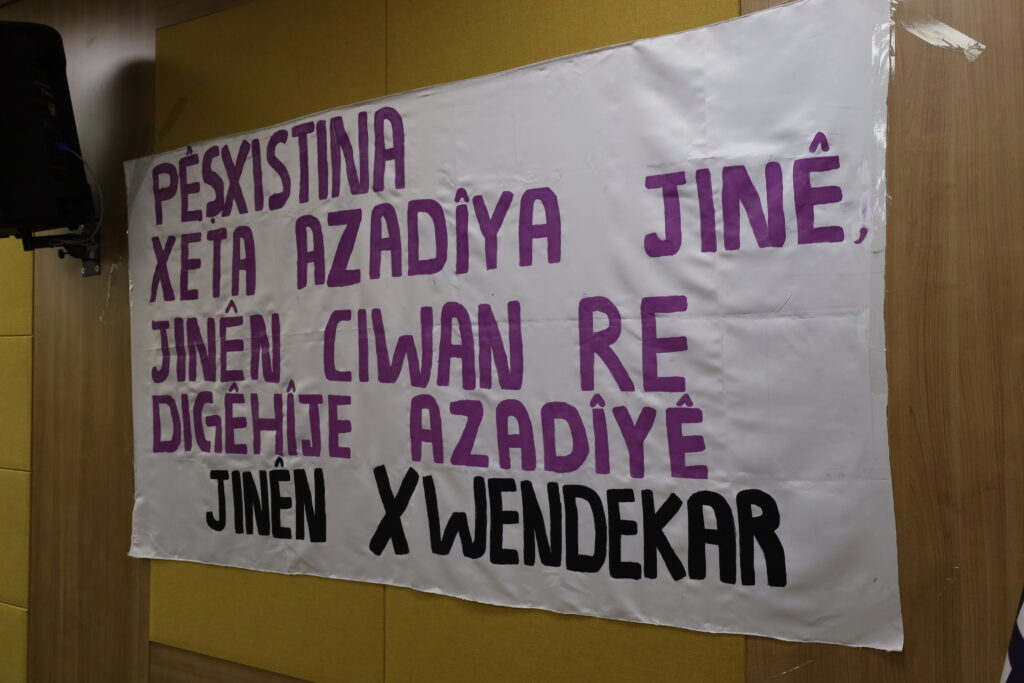 PÊŞXISTINA
XETA AZADÎYA JINÊ,
JINÊN CIWAN RE
DIGÊHÎJE AZADÎYÊ
JINÊN XWENDEKAR